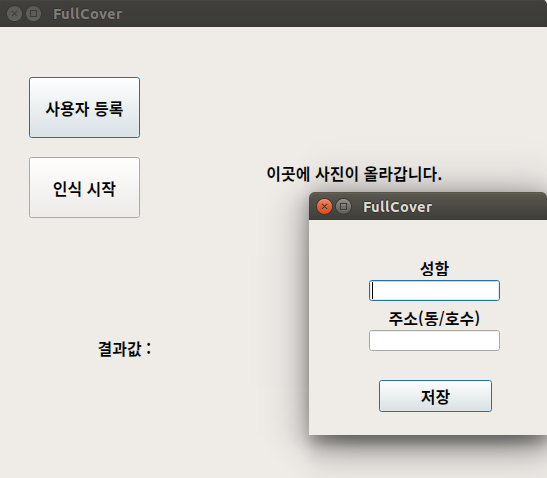 FullCover
사용자 등록
인식 시작
이곳에 사진이 올라갑니다.
결과값 :
FullCover
성함
주소(동/호수)
저장